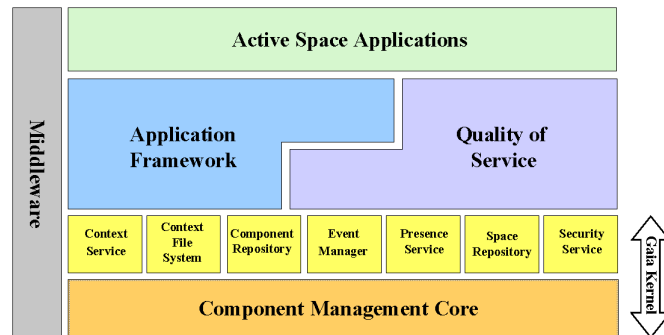 Middleware
Active Space Applications
Application
Framework
Quality of
Service
Context
Service
Context
File
System
Component
Repository
Event
Manager
Presence
Service
Space
Repository
Security
Service
Gaia Kernel
Component Management Core